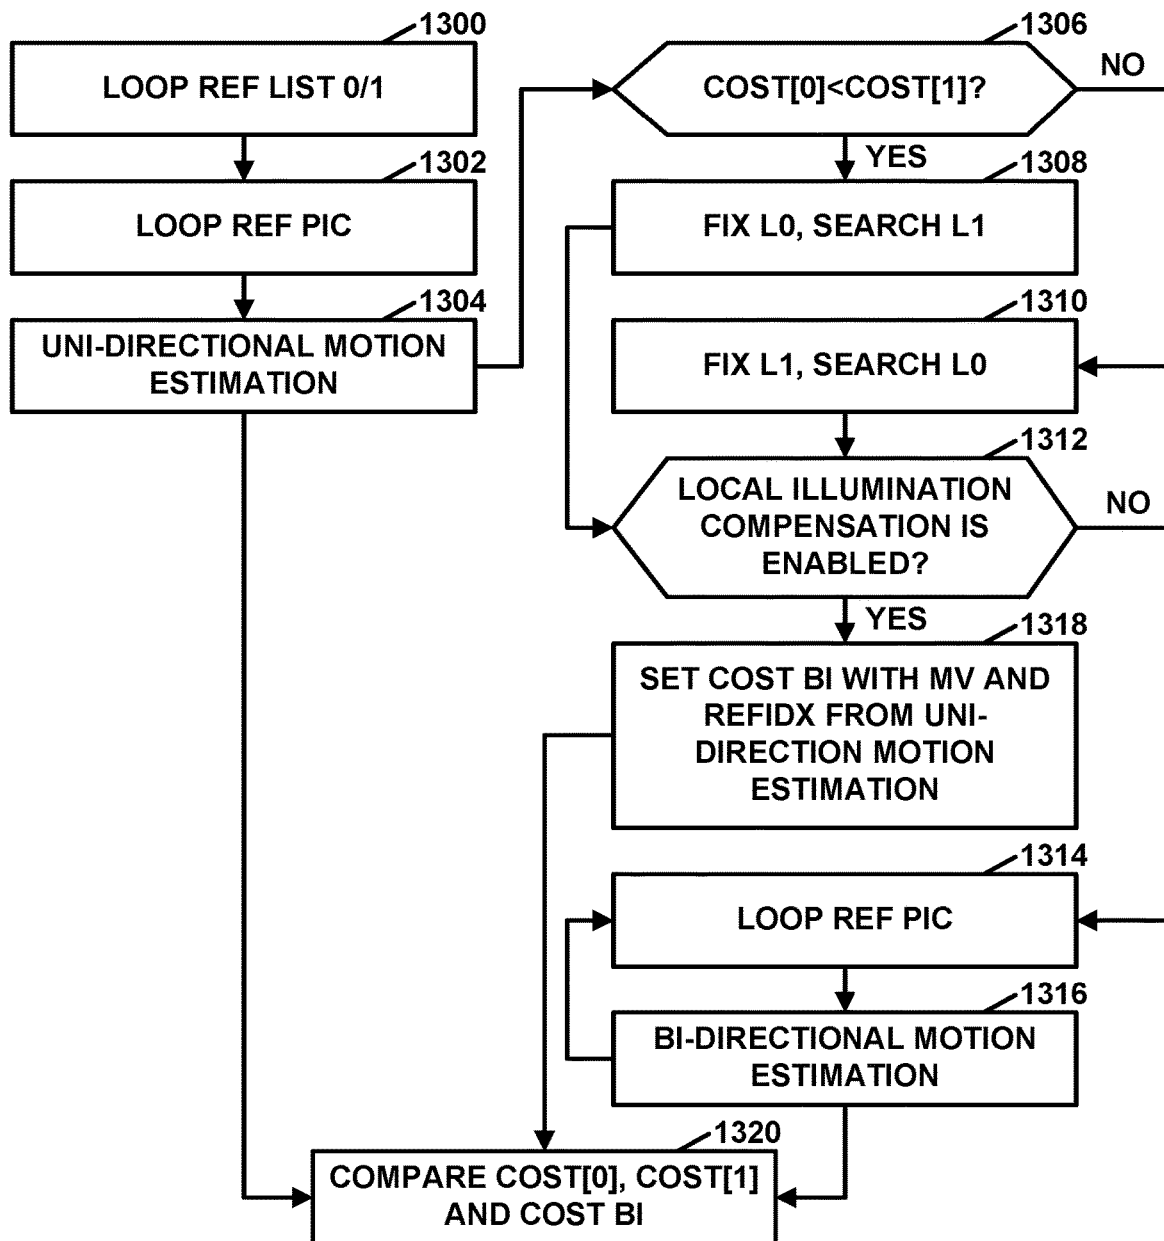 1300
LOOP REF LIST 0/1
1302
LOOP REF PIC
1304
UNI-DIRECTIONAL MOTION
ESTIMATION
1306
COST[0]<COST[1]?
NO
YES
1308
FIX L0, SEARCH L1
1310
FIX L1, SEARCH L0
1312
LOCAL ILLUMINATION
COMPENSATION IS
ENABLED?
NO
YES
1318
SET COST BI WITH MV AND
REFIDX FROM UNI-
DIRECTION MOTION
ESTIMATION
1314
LOOP REF PIC
1316
BI-DIRECTIONAL MOTION
ESTIMATION
1320
COMPARE COST[0], COST[1]
AND COST BI